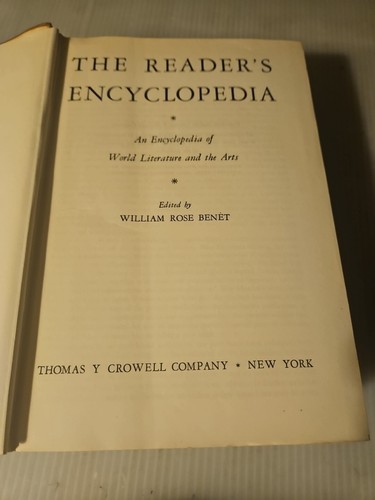 THE READER'S
ENCYCLOPEDIA
*
An Encyclopedia of
World Literature and the Arts
*
Edited by
WILLIAM ROSE BENÉT
THOMAS Y CROWELL COMPANY • NEW YORK